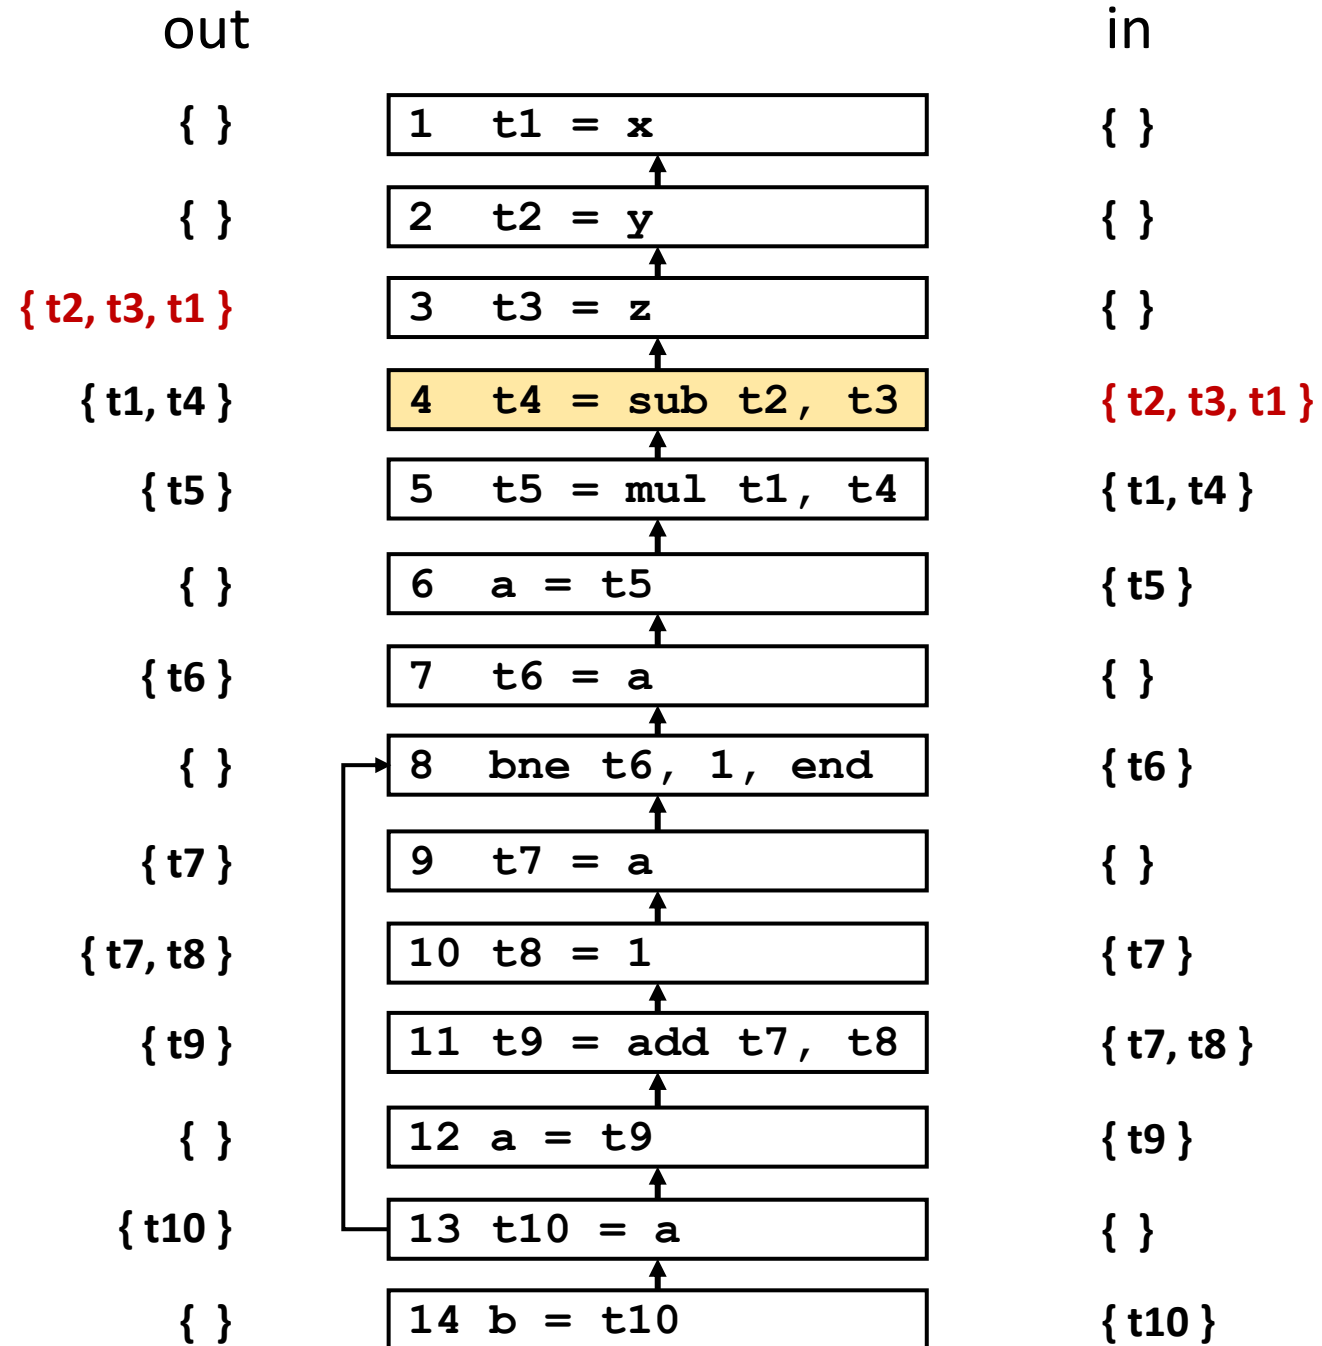 out in
{ } 1 t1 = x { }
{ } 2 t2 = y { }
{ t2, t3, t1 } 3 t3 = z { }
{ t1, t4 } 4 t4 = sub t2, t3 { t2, t3, t1 }
{ t5 } 5 t5 = mul t1, t4 { t1, t4 }
{ } 6 a = t5 { t5 }
{ t6 } 7 t6 = a { }
{ } 8 bne t6, 1, end { t6 }
{ t7 } 9 t7 = a { }
{ t7, t8 } 10 t8 = 1 { t7 }
{ t9 } 11 t9 = add t7, t8 { t7, t8 }
{ } 12 a = t9 { t9 }
{ t10 } 13 t10 = a { }
{ } 14 b = t10 { t10 }